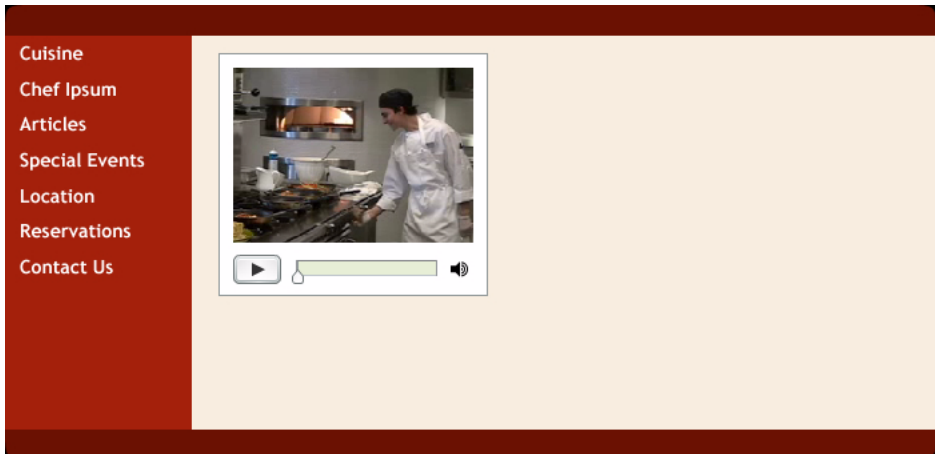 Cuisine
Chef Ipsum
Articles
Special Events
Location
Reservations
Contact Us